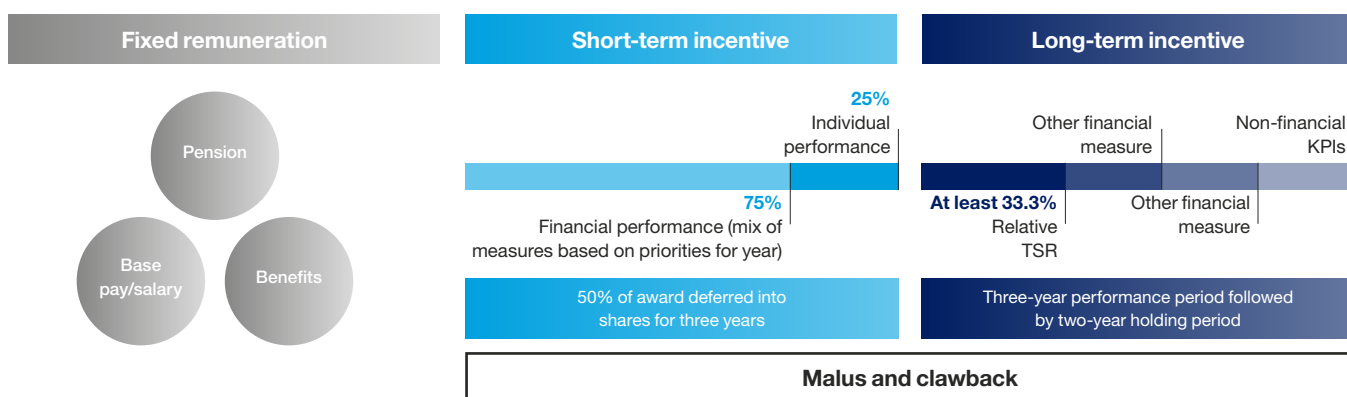 Fixed remuneration
Pension
Base
pay/salary
Benefits
Short-term incentive
25%
Individual
performance
75%
Financial performance (mix of
measures based on priorities for year)
50% of award deferred into
shares for three years
Long-term incentive
Other financial
measure
Non-financial
KPIs
At least 33.3%
Relative
TSR
Other financial
measure
Three-year performance period followed
by two-year holding period
Malus and clawback